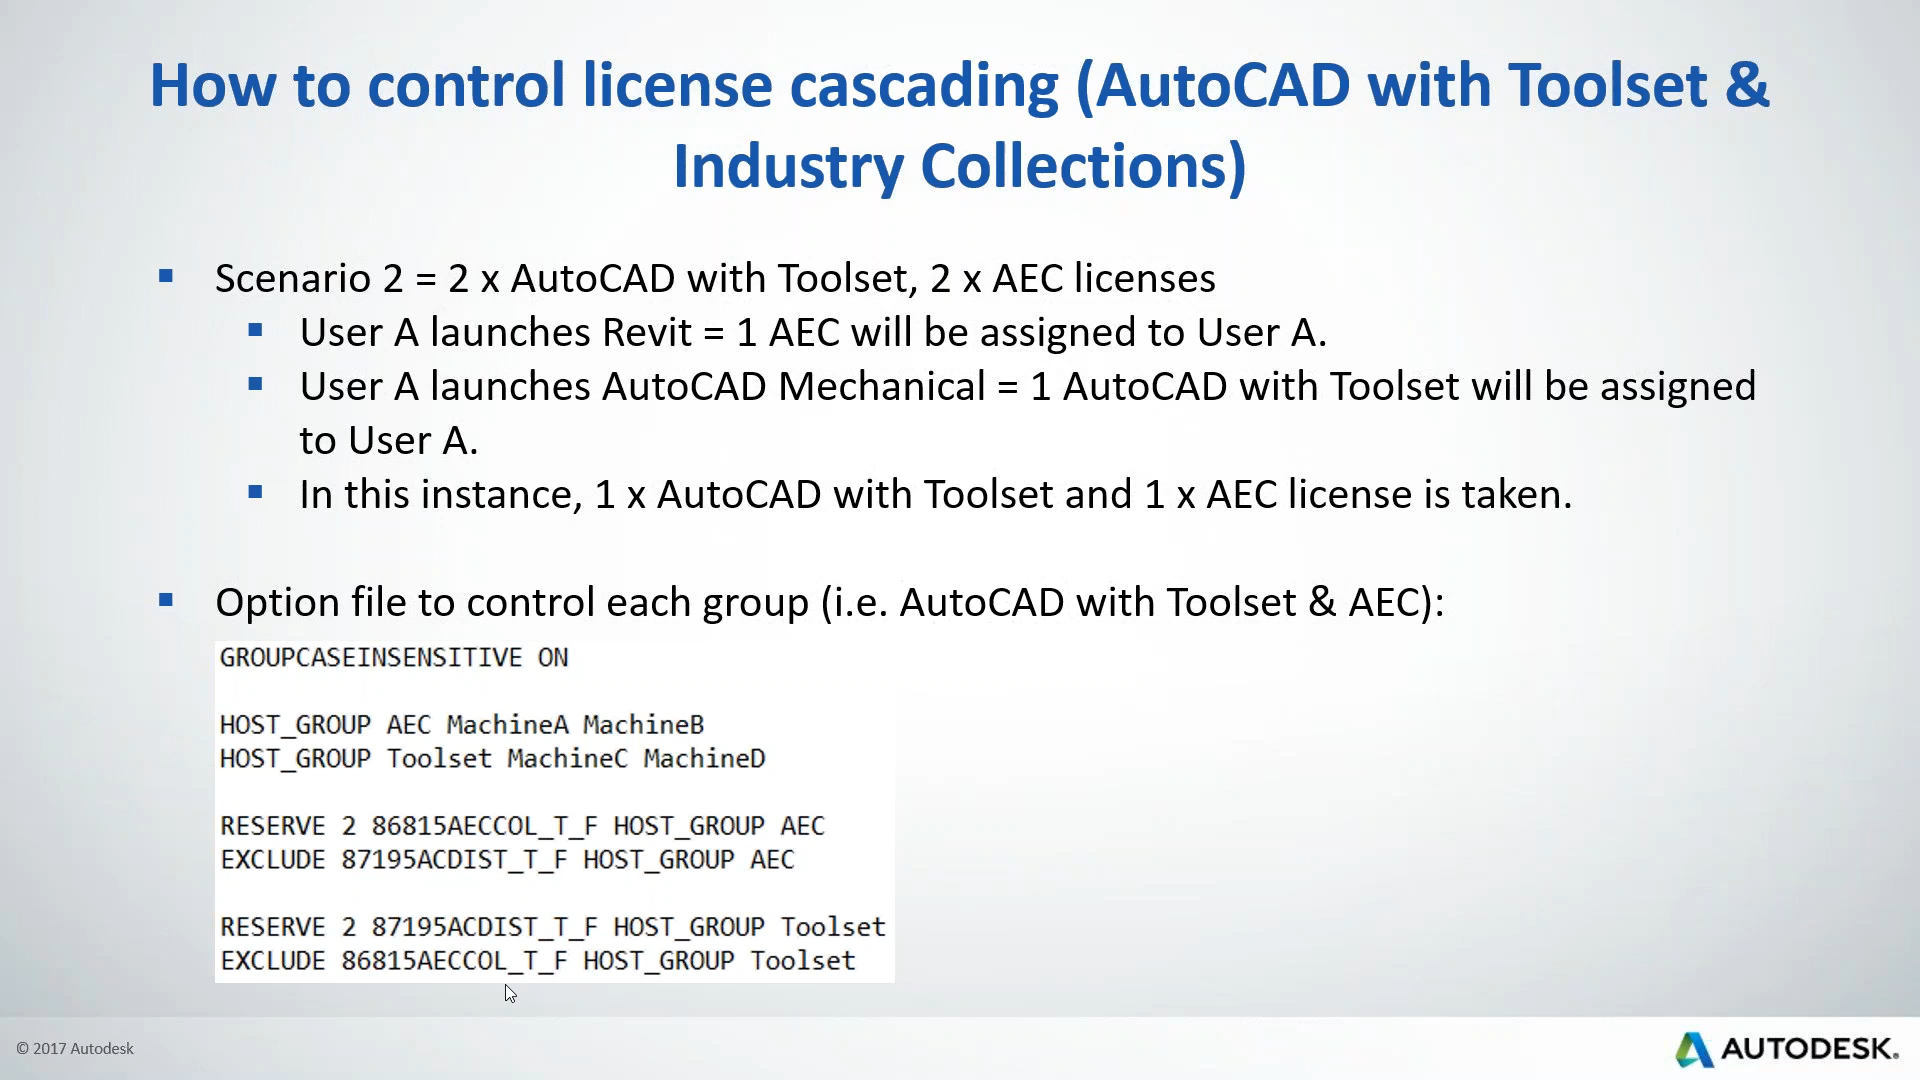 How to control license cascading (AutoCAD with Toolset &
Industry Collections)
Scenario 2 = 2 x AutoCAD with Toolset, 2 x AEC licenses
User A launches Revit = 1 AEC will be assigned to User A.
User A launches AutoCAD Mechanical = 1 AutoCAD with Toolset will be assigned
to User A.
In this instance, 1 x AutoCAD with Toolset and 1 x AEC license is taken.
Option file to control each group (i.e. AutoCAD with Toolset & AEC):
GROUPCASEINSENSITIVE ON
HOST_GROUP AEC MachineA MachineB
HOST_GROUP Toolset MachineC MachineD
RESERVE 2 86815AECCOL_T_F HOST_GROUP AEC
EXCLUDE 87195ACDIST_T_F HOST_GROUP AEC
RESERVE 2 87195ACDIST_T_F HOST_GROUP Toolset
EXCLUDE 86815AECCOL_T_F HOST_GROUP Toolset
© 2017 Autodesk
AUTODESK.